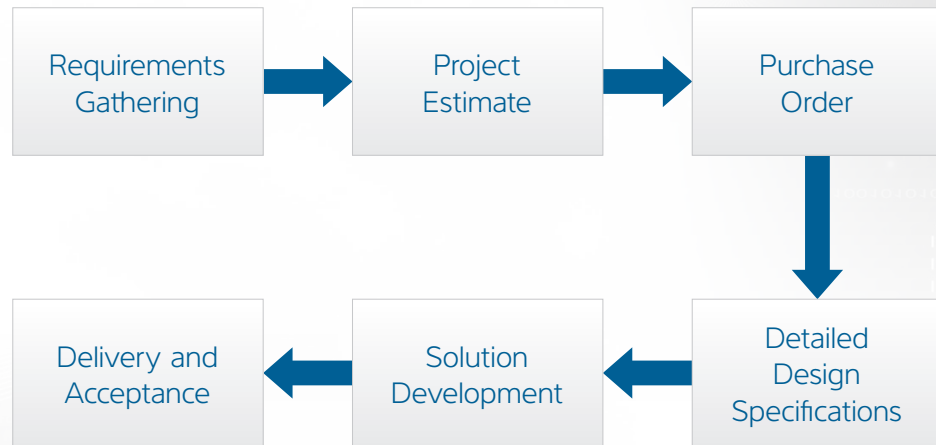 Requirements
Gathering
Project
Estimate
Purchase
Order
Detailed
Design
Specifications
Solution
Development
Delivery and
Acceptance